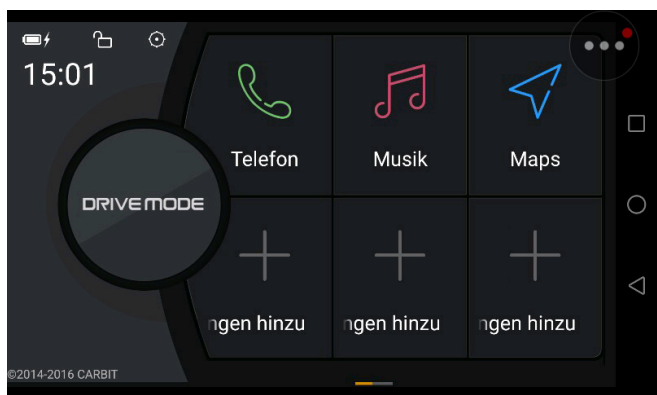 15:01
DRIVEMODE
Telefon
Musik
Maps
ngen hinzu
ngen hinzu
ngen hinzu
©2014-2016 CARBIT